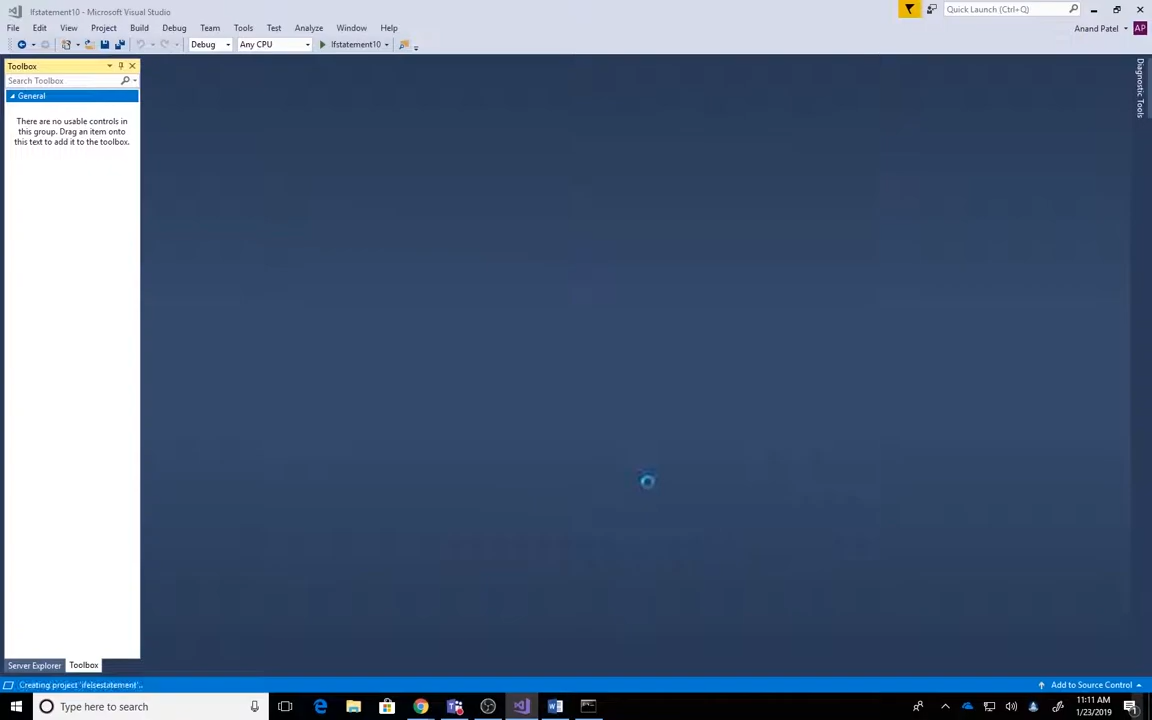 Ifstatement10 - Microsoft Visual Studio
Quick Launch (Ctrl+Q)
File Edit View Project Build Debug Team Tools Test Analyze Window Help
Anand Patel AP
Debug Any CPU Ifstatement10
Toolbox
Search Toolbox
General
There are no usable controls in
this group. Drag an item onto
this text to add it to the toolbox.
Diagnostic Tools
Server Explorer Toolbox
Creating project 'ifelsestatement'..
Add to Source Control
Type here to search
11:11 AM
1/23/2019